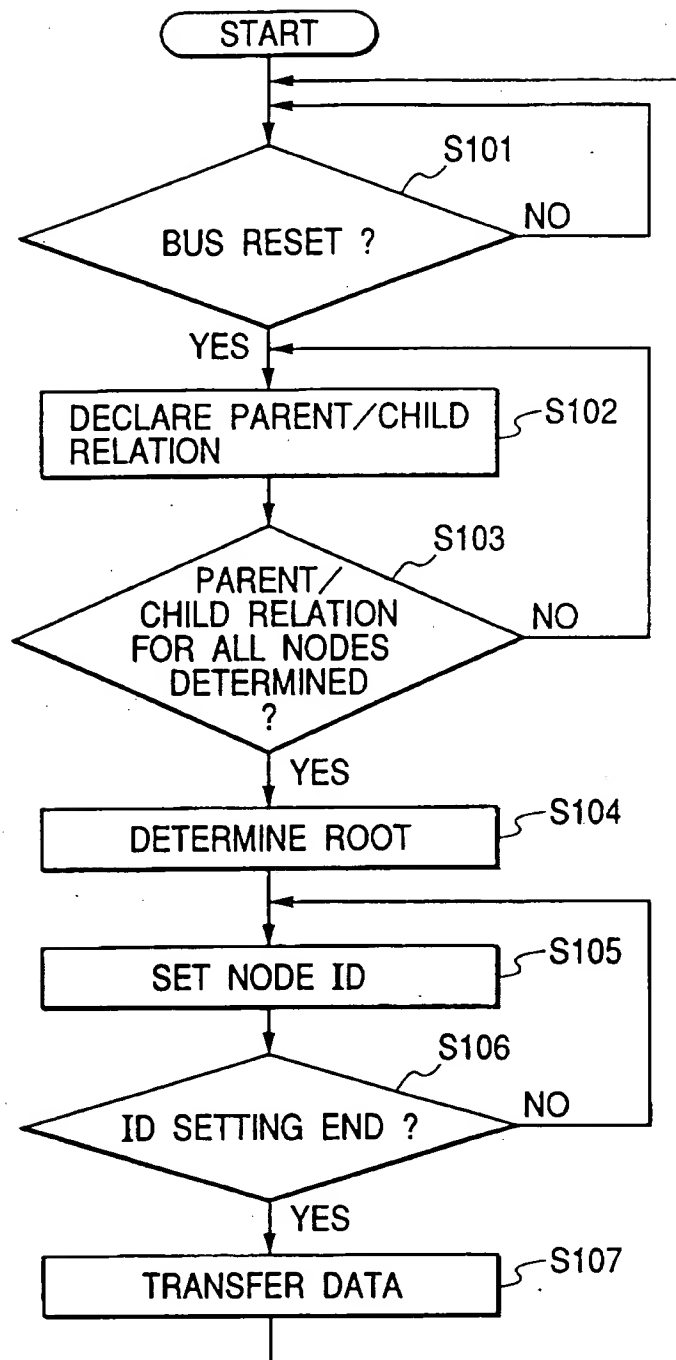 START
S101
BUS RESET ?
NO
YES
DECLARE PARENT/CHILD
RELATION
S102
S103
PARENT/
CHILD RELATION
FOR ALL NODES
DETERMINED
?
NO
YES
DETERMINE ROOT
S104
SET NODE ID
S105
S106
ID SETTING END ?
NO
YES
TRANSFER DATA
S107